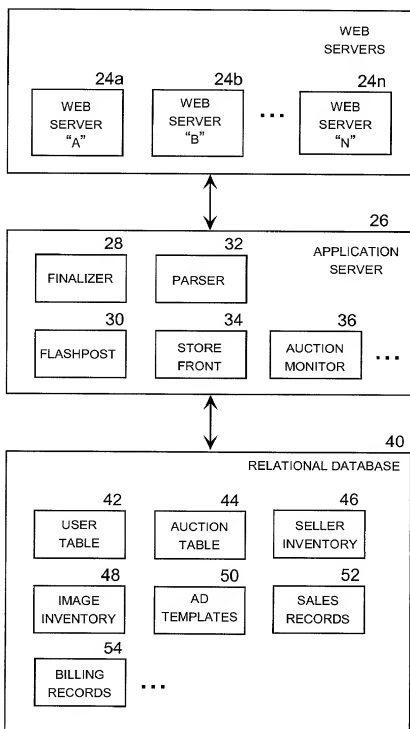 WEB
SERVERS
24a
24b
24n
WEB
SERVER
“A”
WEB
SERVER
“B”
...
WEB
SERVER
“N”
26
APPLICATION
SERVER
28
32
FINALIZER
PARSER
30
34
36
FLASHPOST
STORE
FRONT
AUCTION
MONITOR
...
40
RELATIONAL DATABASE
42
44
46
USER
TABLE
AUCTION
TABLE
SELLER
INVENTORY
48
50
52
IMAGE
INVENTORY
AD
TEMPLATES
SALES
RECORDS
54
BILLING
RECORDS
...